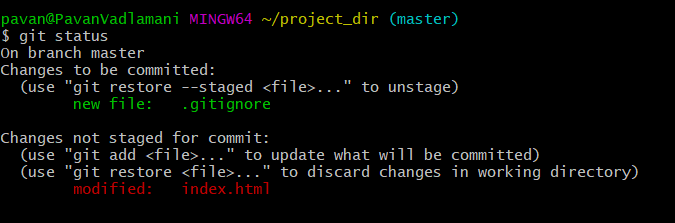 pavan@PavanVadlamani MINGW64 ~/project_dir (master)
$ git status
On branch master
Changes to be committed:
  (use "git restore --staged <file>..." to unstage)
        new file:   .gitignore

Changes not staged for commit:
  (use "git add <file>..." to update what will be committed)
  (use "git restore <file>..." to discard changes in working directory)
        modified:   index.html